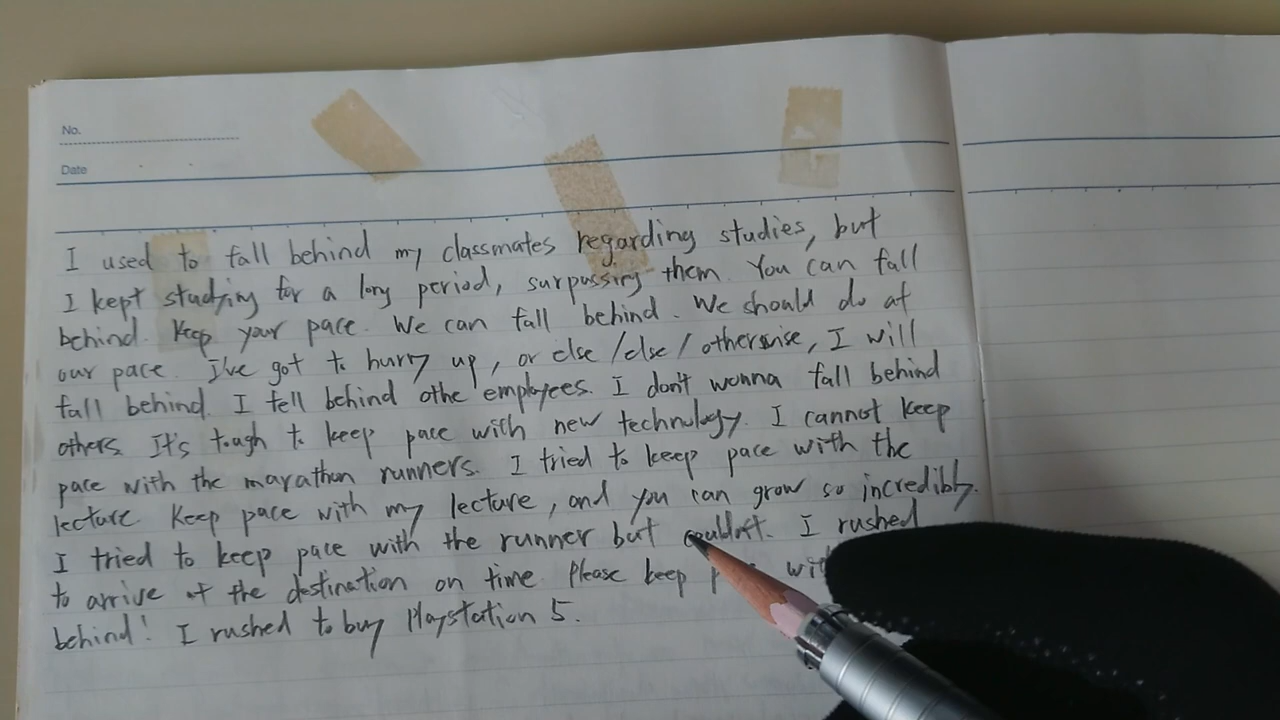 No.
Date
I used to fall behind my classmates regarding studies, but
I kept studying for a long period, surpassing them. You can fall
behind. Keep your pace. We can fall behind. We should do at
our pace. I've got to hurry up, or else / else / otherwise, I will
fall behind. I fell behind othe employees. I don't wonna fall behind
others. It's tough to keep pace with new technology. I cannot keep
pace with the marathon runners. I tried to keep pace with the
lecture. Keep pace with my lecture, and you can grow so incredibly.
I tried to keep pace with the runner but couldn't. I rushed
to arrive at the destination on time. Please keep
behind! I rushed to buy Playstation 5.